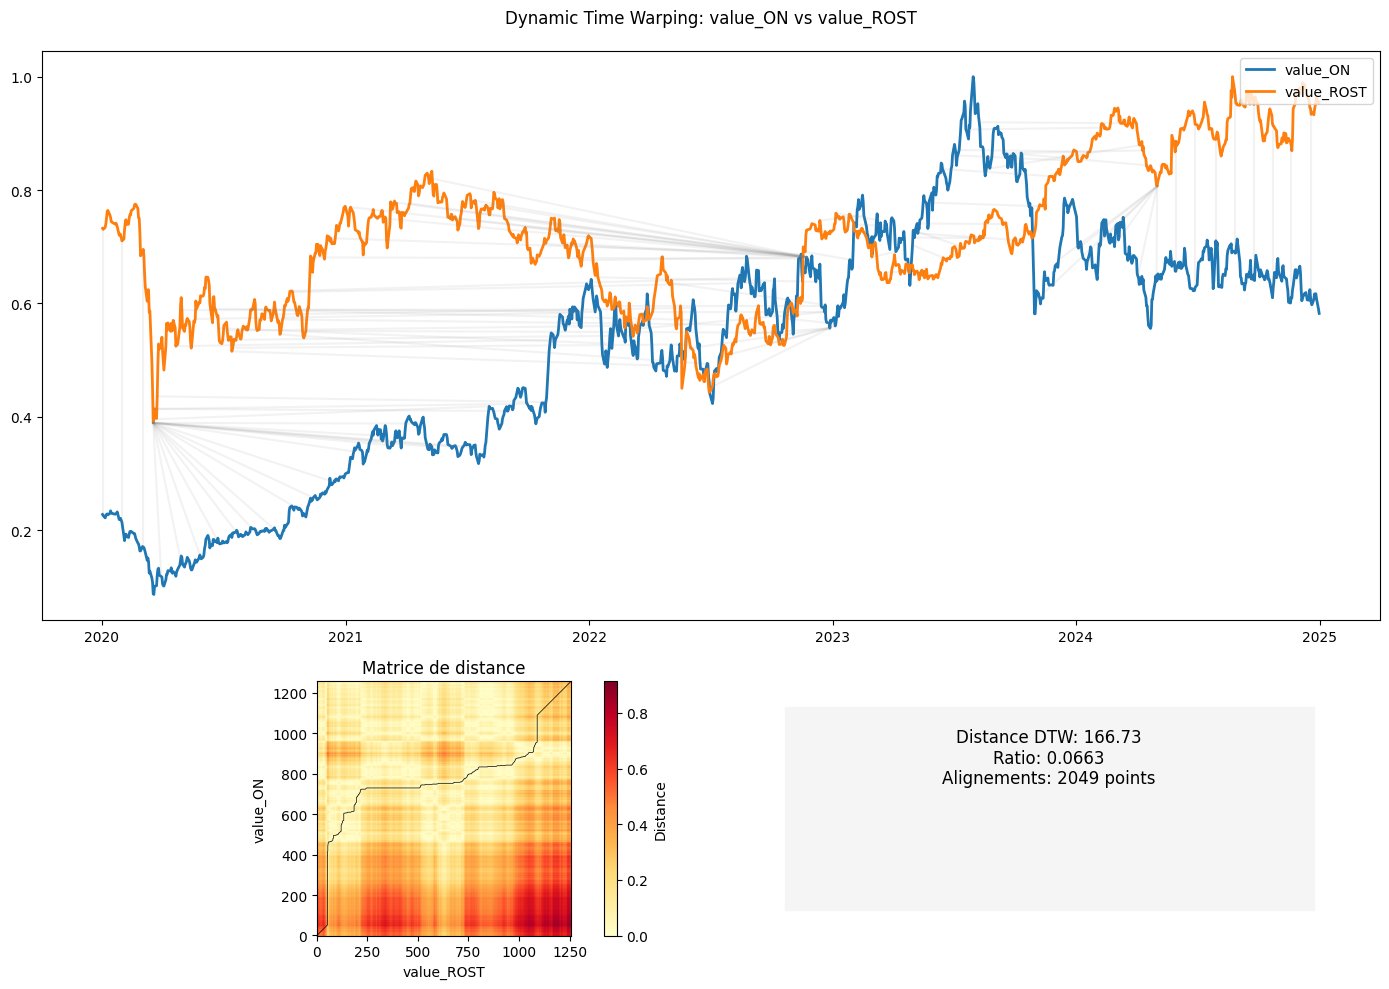 Dynamic Time Warping: value_ON vs value_ROST
1.0
0.8
0.6
0.4
0.2
value_ON
value_ROST
2020 2021 2022 2023 2024 2025
Matrice de distance
1200
1000
800
600
400
200
0
value_ON
0 250 500 750 1000 1250
value_ROST
0.8
0.6
0.4
0.2
0.0
Distance
Distance DTW: 166.73
Ratio: 0.0663
Alignements: 2049 points